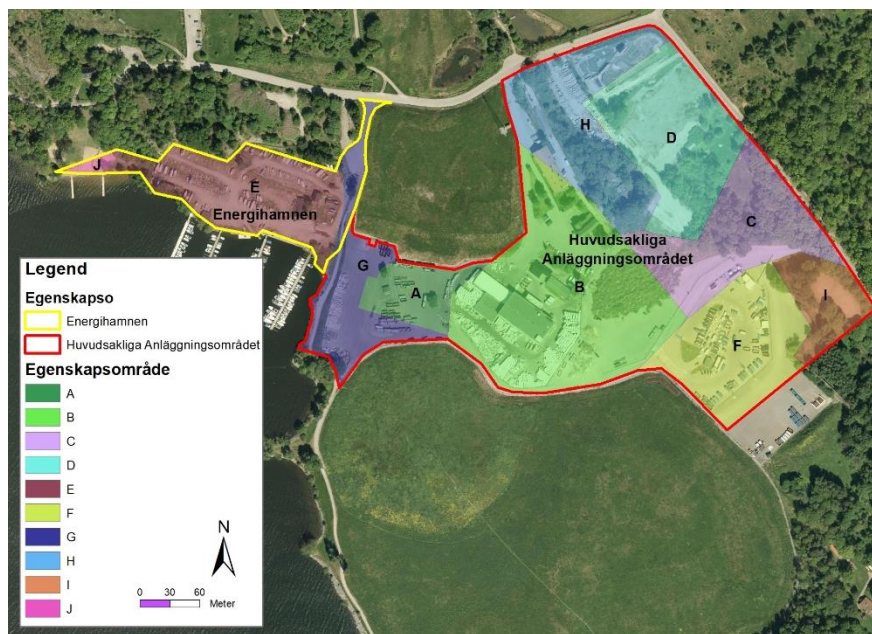 H
D
J
E
Energihamnen
C
Huvudsakliga
Anläggningsområdet
G
A
B
I
F
Legend
Egenskapso
Energihamnen
Huvudsakliga Anläggningsområdet
Egenskapsområde
A
B
C
D
E
F
G
H
I
J
N
0 30 60
Meter